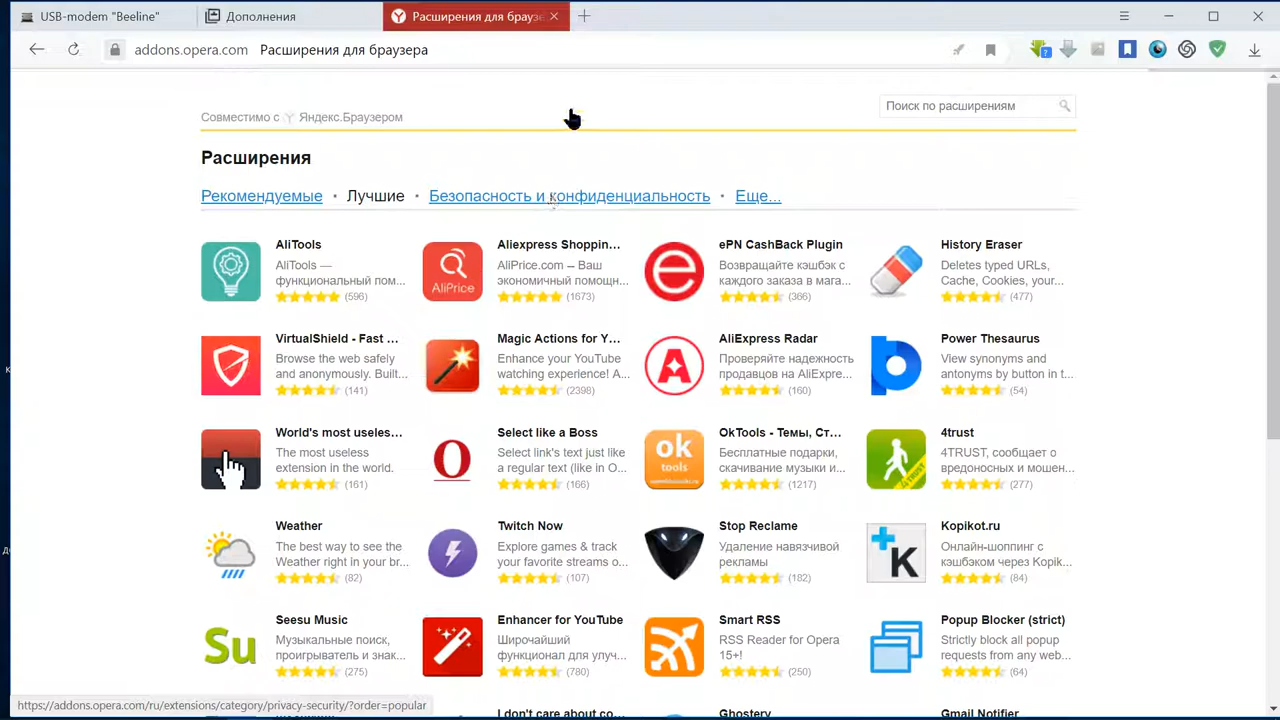 USB-modem "Beeline"
Дополнения
Расширения для браузе
addons.opera.com Расширения для браузера
Совместимо с Яндекс.Браузером
Поиск по расширениям
Расширения
Рекомендуемые • Лучшие • Безопасность и конфиденциальность • Еще...
AliTools
AliTools —
функциональный пом...
(596)
AliPrice
Aliexpress Shoppin...
AliPrice.com – Ваш
экономичный помощн...
(1673)
e
ePN CashBack Plugin
Возвращайте кэшбэк с
каждого заказа в мага...
(366)
History Eraser
Deletes typed URLs,
Cache, Cookies, your...
(477)
VirtualShield - Fast ...
Browse the web safely
and anonymously. Built...
(141)
Magic Actions for Y...
Enhance your YouTube
watching experience! A...
(2398)
A
AliExpress Radar
Проверяйте надежность
продавцов на AliExpre...
(160)
Power Thesaurus
View synonyms and
antonyms by button in t...
(54)
World's most useles...
The most useless
extension in the world.
(161)
Select like a Boss
Select link's text just like
a regular text (like in O...
(166)
ok
tools
OkTools - Темы, Ст...
Бесплатные подарки,
скачивание музыки и...
(1217)
4TRUST
4trust
4TRUST, сообщает о
вредоносных и мошен...
(277)
Weather
The best way to see the
Weather right in your br...
(82)
Twitch Now
Explore games & track
your favorite streams o...
(107)
Stop Reclame
Удаление навязчивой
рекламы
(182)
K
Kopikot.ru
Онлайн-шоппинг с
кэшбэком через Kopik...
(84)
Su
Seesu Music
Музыкальные поиск,
проигрыватель и знак...
(275)
Enhancer for YouTube
Широчайший
функционал для улуч...
(780)
Smart RSS
RSS Reader for Opera
15+!
(250)
Popup Blocker (strict)
Strictly block all popup
requests from any web...
(64)
I don't care about co...
Ghostery
Gmail Notifier
https://addons.opera.com/ru/extensions/category/privacy-security/?order=popular